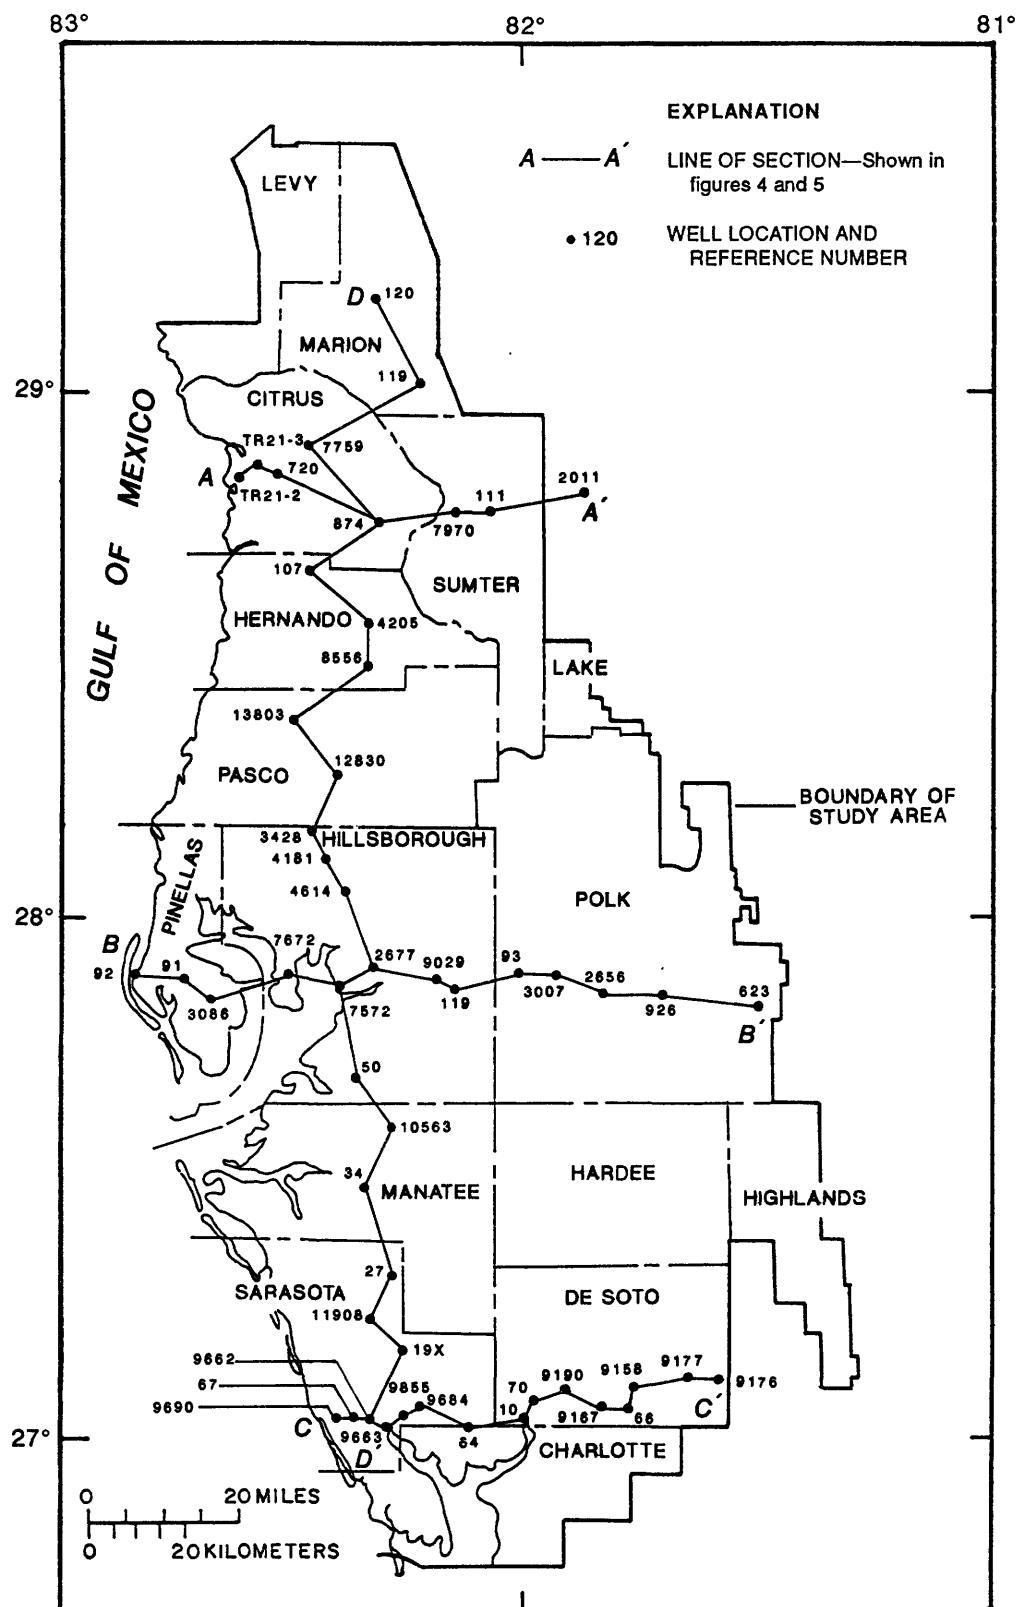 83°
82°
81°
EXPLANATION
A — A´ LINE OF SECTION—Shown in
figures 4 and 5
• 120 WELL LOCATION AND
REFERENCE NUMBER
LEVY
D 120
MARION
119
29°
CITRUS
TR21-3
7759
720
A
TR21-2
874
7970
111
2011
A´
GULF OF MEXICO
107
SUMTER
HERNANDO
4205
8556
LAKE
13803
12830
PASCO
BOUNDARY OF
STUDY AREA
3428
HILLSBOROUGH
4181
4614
PINELLAS
POLK
28°
B
92
91
7672
3086
2677
7572
9029
119
93
3007
2656
926
623
B´
50
10563
34
MANATEE
HARDEE
HIGHLANDS
27
SARASOTA
DE SOTO
11908
19X
9662
67
9690
9855
9684
70
9190
9158
9177
9176
C
9663
D´
64
10
9167
66
C´
27°
CHARLOTTE
0 20 MILES
0 20 KILOMETERS